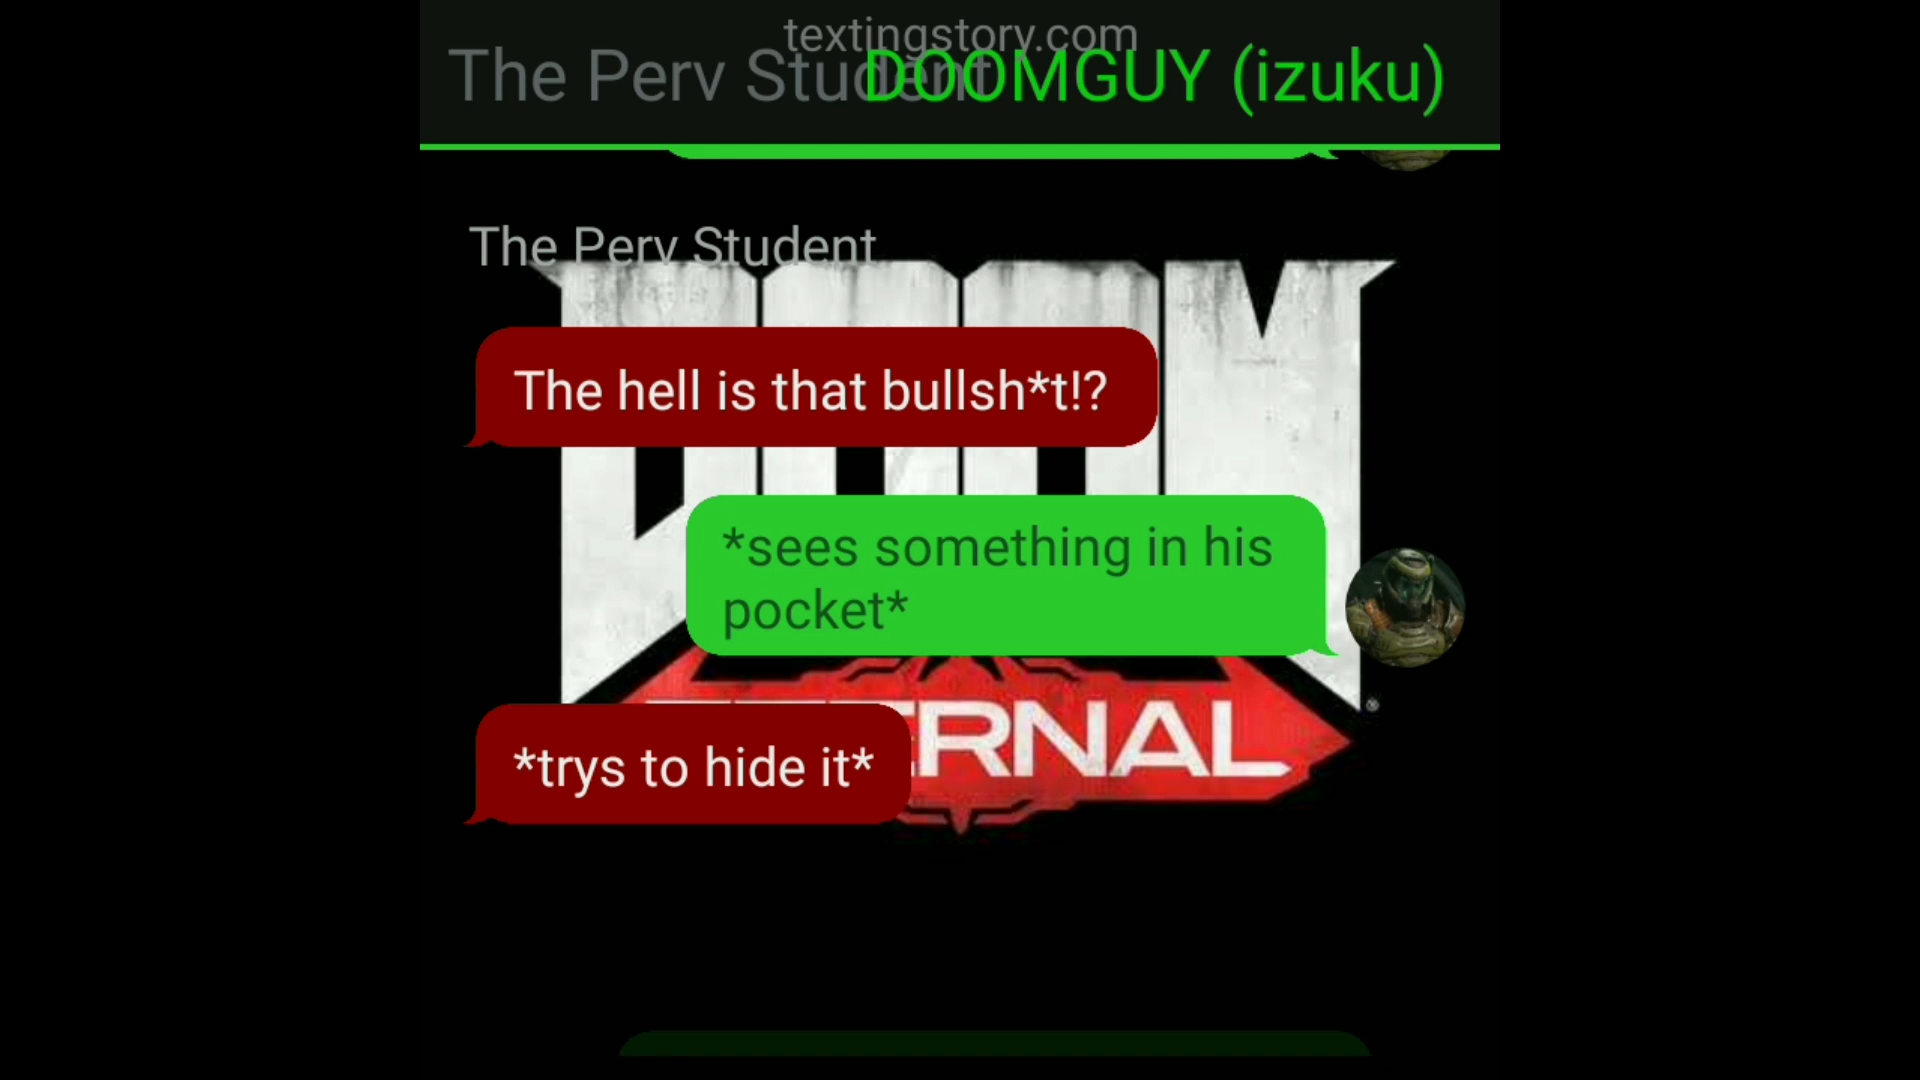 textingstory.com
The Perv Student
DOOMGUY (izuku)
The Perv Student
The hell is that bullsh*t!?
*sees something in his
pocket*
*trys to hide it*
ERNAL